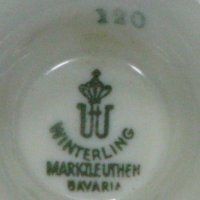 120
WINTERLING
MARKTLEUTHEN
BAVARIA